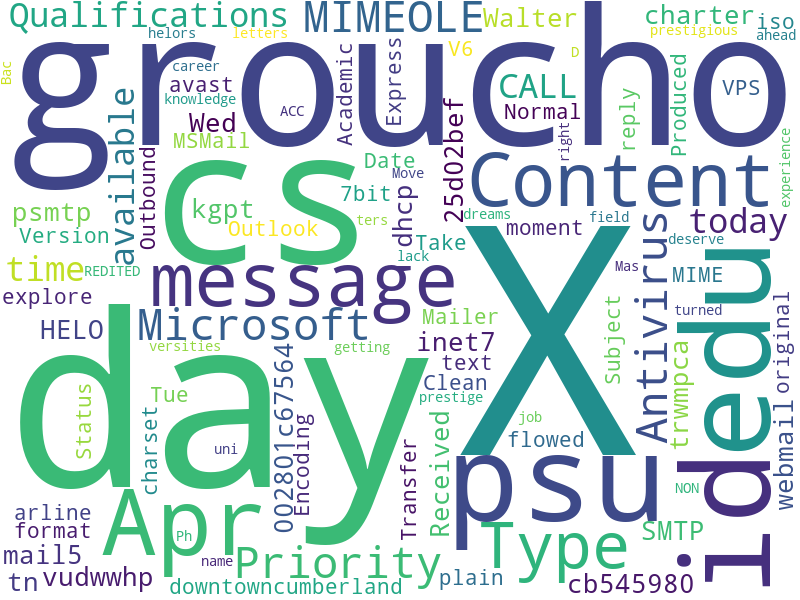 Qualifications
MIMEOLE
Walter
charter
iso
helors
letters
prestigious
ahead
groucho
Bac
career
avast
knowledge
Wed
MSMail
ACC
Academic
Express
V6
CALL
Normal
D
reply
Produced
VPS
right
experience
available
Outbound
cs
Date
Move
7bit
dhcp
25d02bef
Content
psmtp
kgpt
Version
Outlook
ters
Take
dreams
moment
field
today
time
REDITED
message
lack
X
Mas
Antivirus
deserve
MIME
explore
HELO
Microsoft
Mailer
inet7
turned
original
edu
day
versities
getting
002801c67564
text
Clean
prestige
Subject
trwmpca
Status
Tue
charset
uni
Encoding
Transfer
Received
job
flowed
psu
webmail
id
NON
arline
format
Apr
Ph
name
Type
SMTP
mail5
tn
vudwwhp
Priority
downtowncumberland
plain
cb545980